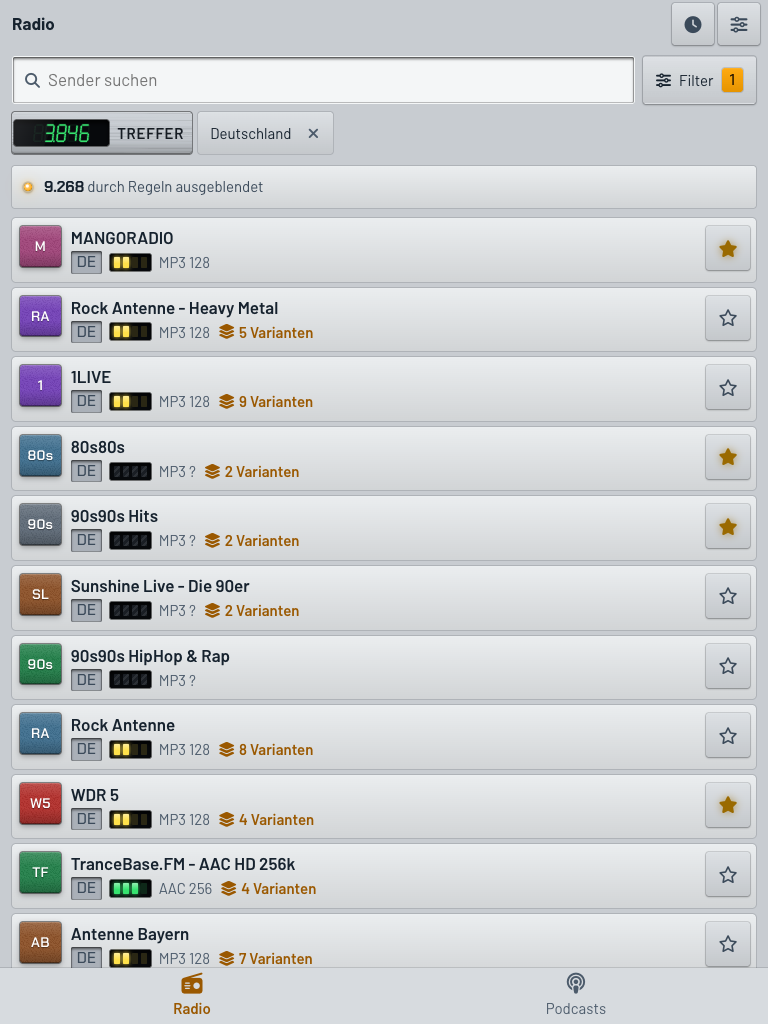 Radio
Sender suchen
Filter 1
3.846 TREFFER Deutschland ✕
9.268 durch Regeln ausgeblendet
M MANGORADIO
DE MP3 128
RA Rock Antenne - Heavy Metal
DE MP3 128 5 Varianten
1 1LIVE
DE MP3 128 9 Varianten
80s 80s80s
DE MP3 ? 2 Varianten
90s 90s90s Hits
DE MP3 ? 2 Varianten
SL Sunshine Live - Die 90er
DE MP3 ? 2 Varianten
90s 90s90s HipHop & Rap
DE MP3 ?
RA Rock Antenne
DE MP3 128 8 Varianten
W5 WDR 5
DE MP3 128 4 Varianten
TF TranceBase.FM - AAC HD 256k
DE AAC 256 4 Varianten
AB Antenne Bayern
DE MP3 128 7 Varianten
Radio Podcasts